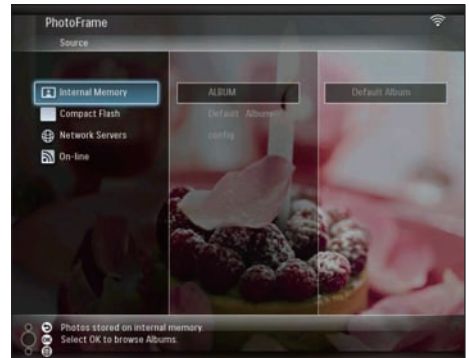 PhotoFrame
Source
Internal Memory
Compact Flash
Network Servers
On-line
ALBUM
Default Album
config
Default Album
Photos stored on internal memory.
Select OK to browse Albums.